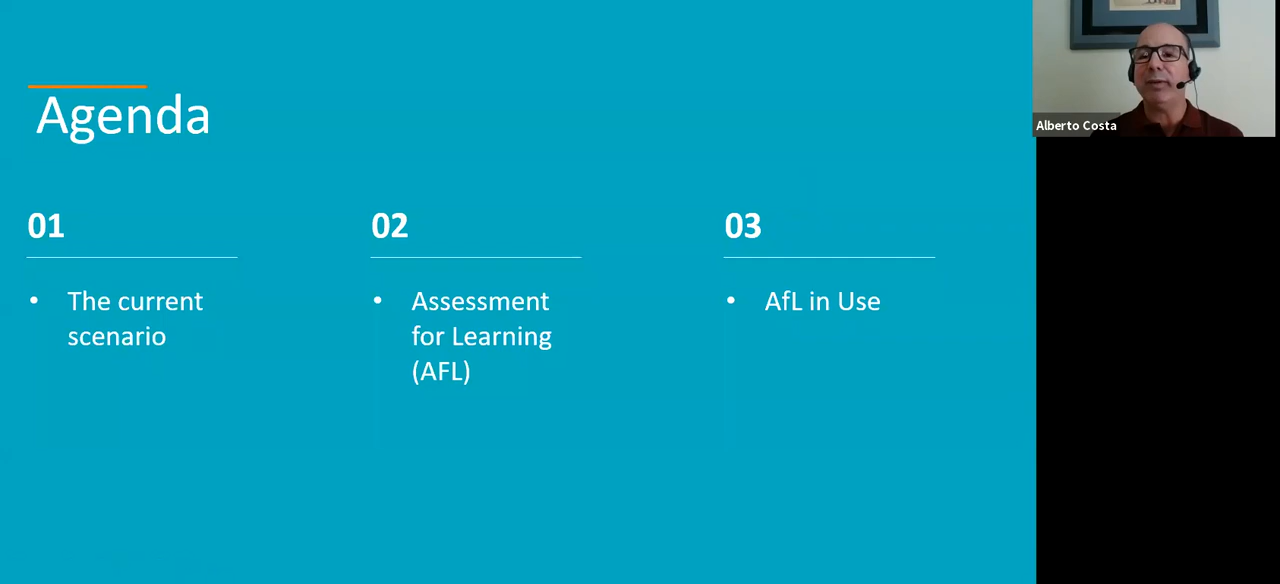 Agenda
01
• The current
scenario
02
• Assessment
for Learning
(AFL)
03
• AfL in Use
Alberto Costa